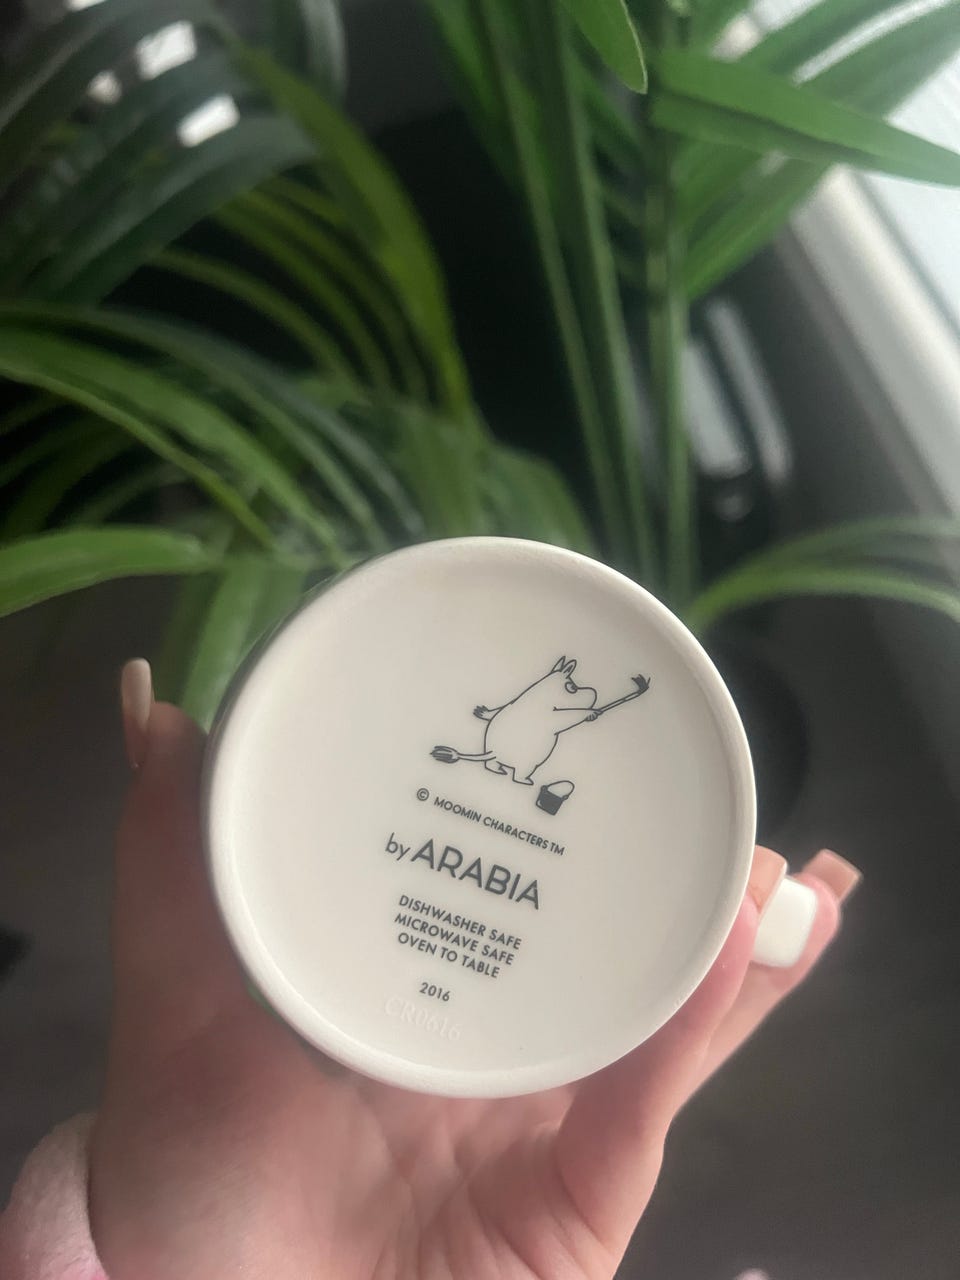 © MOOMIN CHARACTERS TM
by ARABIA
DISHWASHER SAFE
MICROWAVE SAFE
OVEN TO TABLE
2016
CR0616